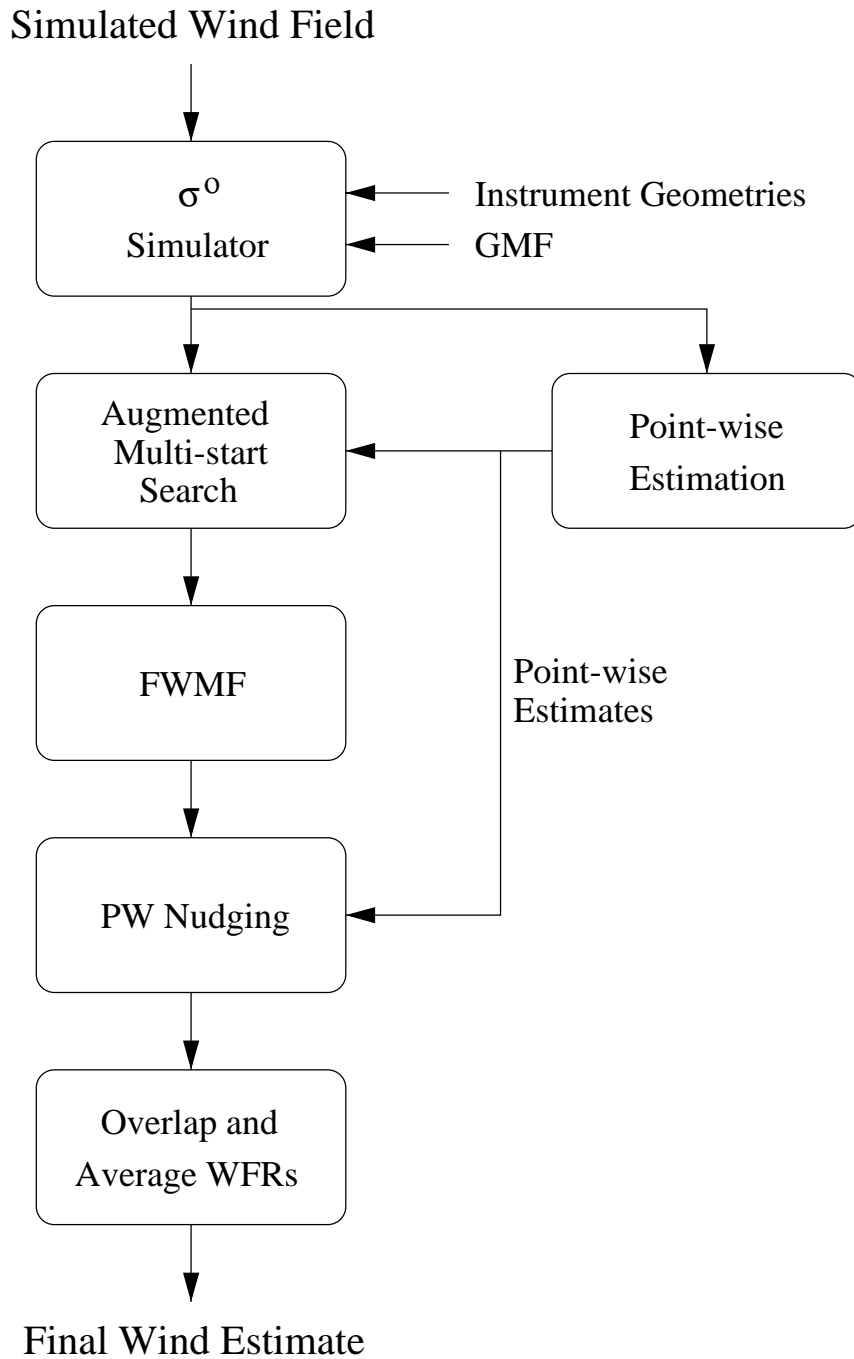 Simulated Wind Field
σ°
Simulator
Instrument Geometries
GMF
Augmented
Multi-start
Search
Point-wise
Estimation
FWMF
Point-wise
Estimates
PW Nudging
Overlap and
Average WFRs
Final Wind Estimate